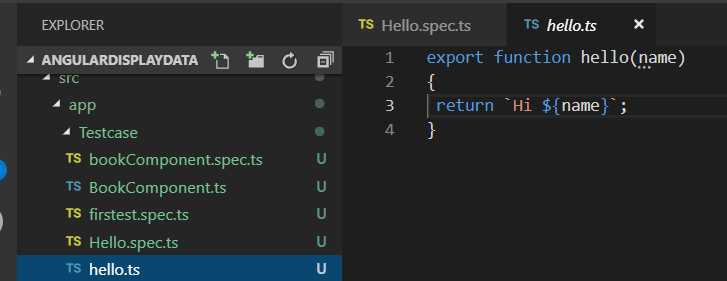 EXPLORER
ANGULARDISPLAYDATA
src
app
Testcase
TS bookComponent.spec.ts U
TS BookComponent.ts U
TS firstest.spec.ts U
TS Hello.spec.ts U
TS hello.ts U
TS Hello.spec.ts TS hello.ts ×
1 export function hello(name)
2 {
3 return `Hi ${name}`;
4 }